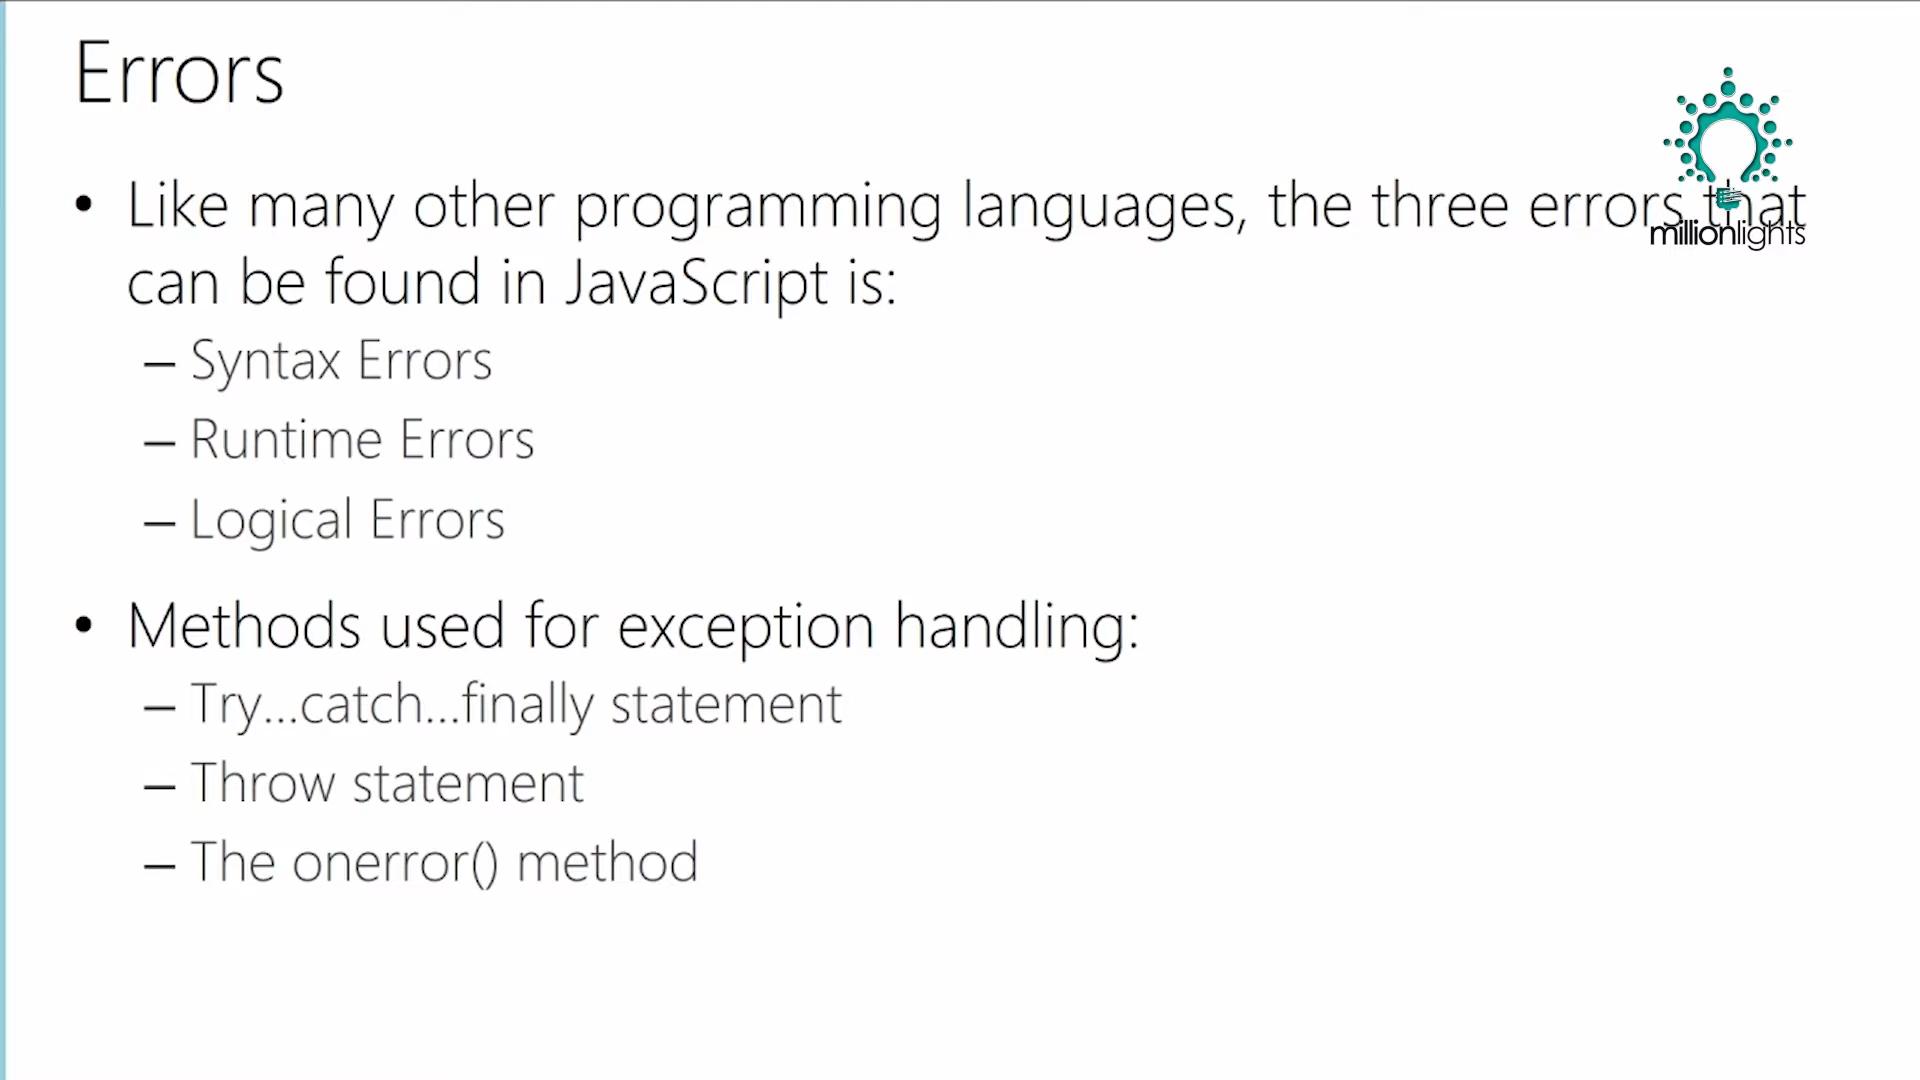 Errors
• Like many other programming languages, the three errors that
can be found in JavaScript is:
– Syntax Errors
– Runtime Errors
– Logical Errors
• Methods used for exception handling:
– Try...catch...finally statement
– Throw statement
– The onerror() method
millionlights